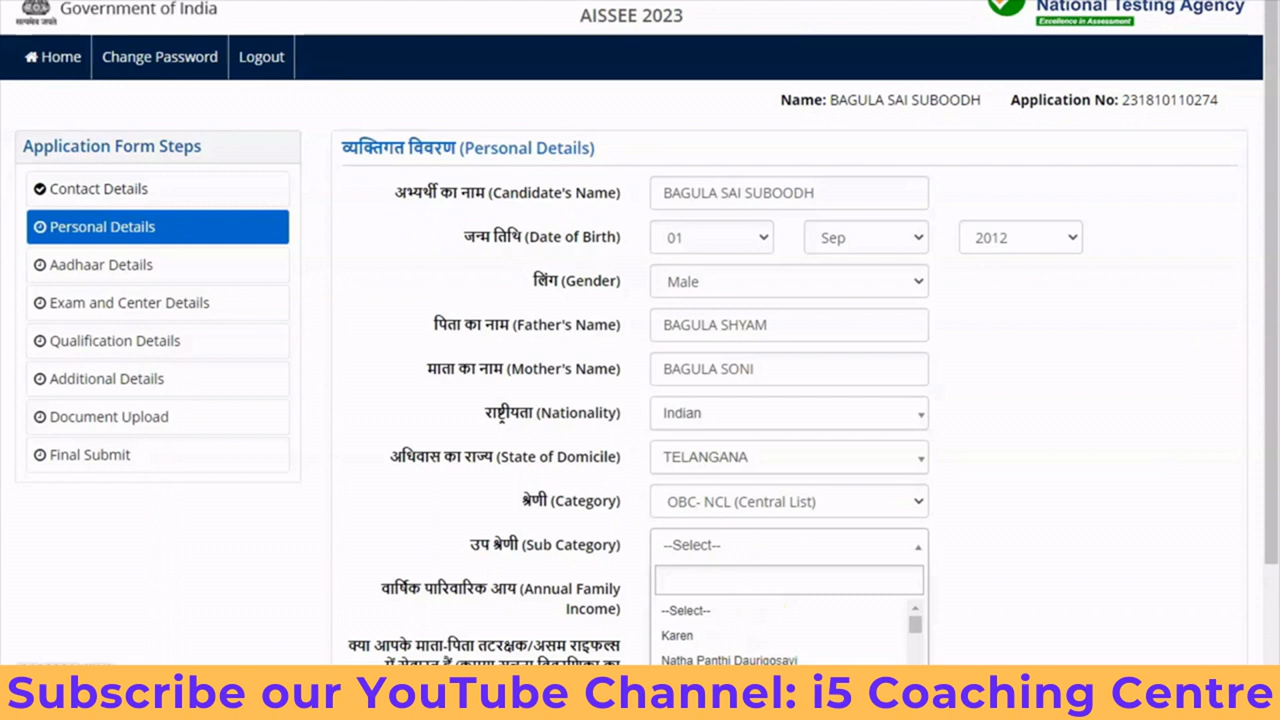 सत्यमेव जयते
Government of India
AISSEE 2023
National Testing Agency
Excellence in Assessment
Home
Change Password
Logout
Name: BAGULA SAI SUBOODH
Application No: 231810110274
Application Form Steps
Contact Details
Personal Details
Aadhaar Details
Exam and Center Details
Qualification Details
Additional Details
Document Upload
Final Submit
व्यक्तिगत विवरण (Personal Details)
अभ्यर्थी का नाम (Candidate's Name) BAGULA SAI SUBOODH
जन्म तिथि (Date of Birth) 01 Sep 2012
लिंग (Gender) Male
पिता का नाम (Father's Name) BAGULA SHYAM
माता का नाम (Mother's Name) BAGULA SONI
राष्ट्रीयता (Nationality) Indian
अधिवास का राज्य (State of Domicile) TELANGANA
श्रेणी (Category) OBC- NCL (Central List)
उप श्रेणी (Sub Category) --Select--
वार्षिक पारिवारिक आय (Annual Family
Income)
--Select--
Karen
Natha Panthi Daurigosavi
क्या आपके माता-पिता तटरक्षक/असम राइफल्स
Subscribe our YouTube Channel: i5 Coaching Centre